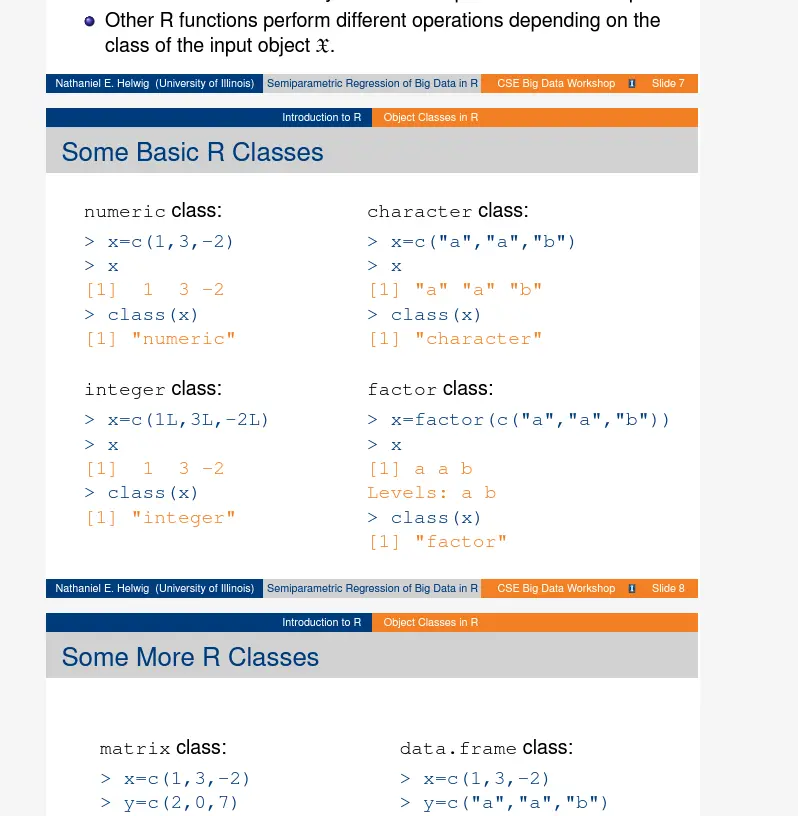 Other R functions perform different operations depending on the
class of the input object 𝔛.
Nathaniel E. Helwig (University of Illinois) Semiparametric Regression of Big Data in R CSE Big Data Workshop Slide 7
Introduction to R Object Classes in R
Some Basic R Classes
numeric class:
> x=c(1,3,-2)
> x
[1]  1  3 -2
> class(x)
[1] "numeric"
character class:
> x=c("a","a","b")
> x
[1] "a" "a" "b"
> class(x)
[1] "character"
integer class:
> x=c(1L,3L,-2L)
> x
[1]  1  3 -2
> class(x)
[1] "integer"
factor class:
> x=factor(c("a","a","b"))
> x
[1] a a b
Levels: a b
> class(x)
[1] "factor"
Nathaniel E. Helwig (University of Illinois) Semiparametric Regression of Big Data in R CSE Big Data Workshop Slide 8
Introduction to R Object Classes in R
Some More R Classes
matrix class:
> x=c(1,3,-2)
> y=c(2,0,7)
data.frame class:
> x=c(1,3,-2)
> y=c("a","a","b")